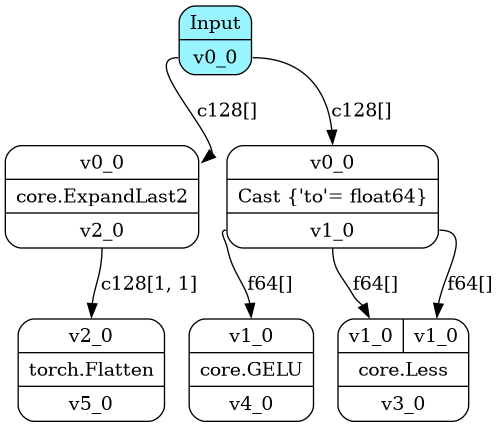 Input
v0_0
c128[]
c128[]
v0_0
core.ExpandLast2
v2_0
v0_0
Cast {'to'= float64}
v1_0
c128[1, 1]
f64[]
f64[]
f64[]
v2_0
torch.Flatten
v5_0
v1_0
core.GELU
v4_0
v1_0 v1_0
core.Less
v3_0